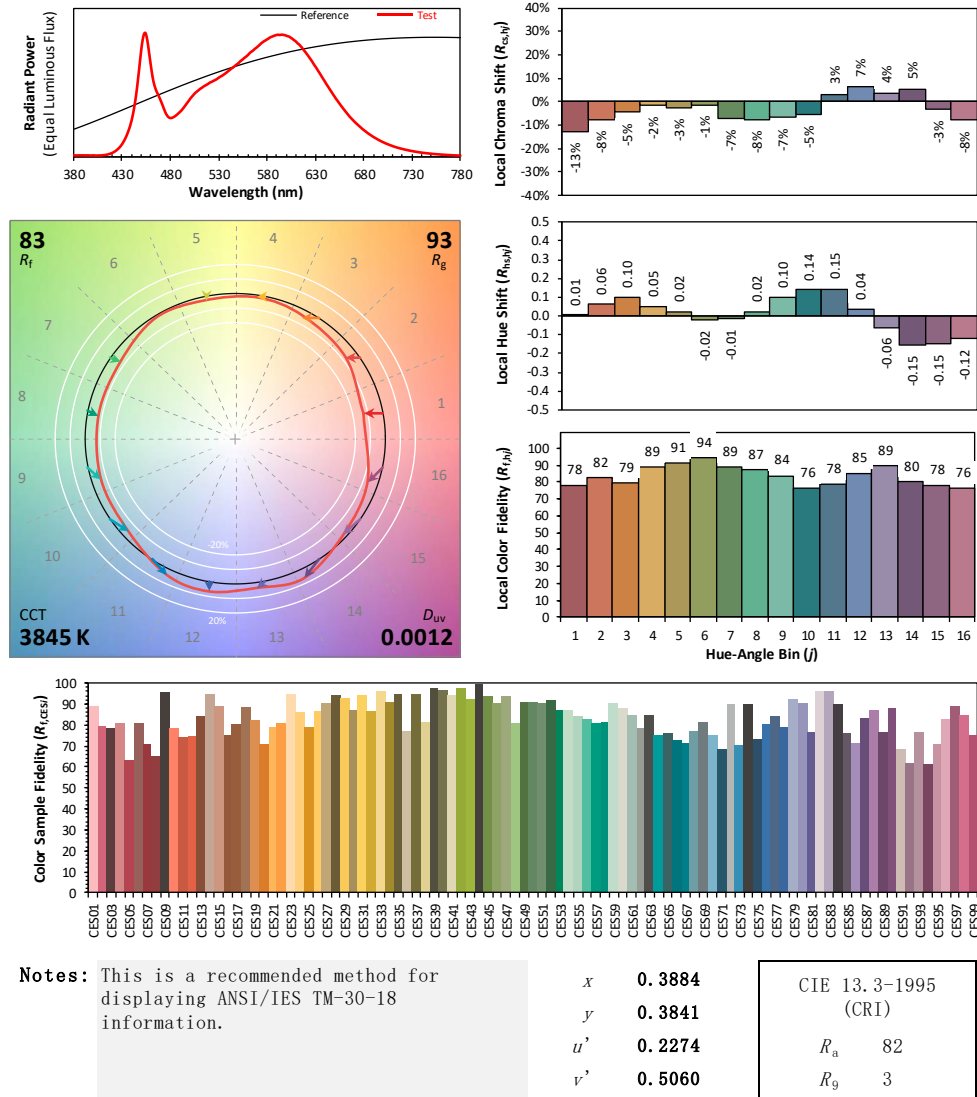 Reference
Test
Radiant Power
(Equal Luminous Flux)
380 430 480 530 580 630 680 730 780
Wavelength (nm)
Local Chroma Shift (Rcs,hj)
40%
30%
20%
10%
0%
-10%
-20%
-30%
-40%
-13% -8% -5% -2% -3% -1% -7% -8% -7% -5% 3% 7% 4% 5% -3% -8%
83
Rf
93
Rg
1
2
3
4
5
6
7
8
9
10
11
12
13
14
15
16
-20%
20%
CCT
3845 K
Duv
0.0012
Local Hue Shift (Rhs,hj)
0.5
0.4
0.3
0.2
0.1
0.0
-0.1
-0.2
-0.3
-0.4
-0.5
0.01 0.06 0.10 0.05 0.02 -0.02 -0.01 0.02 0.10 0.14 0.15 0.04 -0.06 -0.15 -0.15 -0.12
Local Color Fidelity (Rf,hj)
100
90
80
70
60
50
40
30
20
10
0
78 82 79 89 91 94 89 87 84 76 78 85 89 80 78 76
1 2 3 4 5 6 7 8 9 10 11 12 13 14 15 16
Hue-Angle Bin (j)
Color Sample Fidelity (Rf,CESi)
100
90
80
70
60
50
40
30
20
10
0
CES01 CES03 CES05 CES07 CES09 CES11 CES13 CES15 CES17 CES19 CES21 CES23 CES25 CES27 CES29 CES31 CES33 CES35 CES37 CES39 CES41 CES43 CES45 CES47 CES49 CES51 CES53 CES55 CES57 CES59 CES61 CES63 CES65 CES67 CES69 CES71 CES73 CES75 CES77 CES79 CES81 CES83 CES85 CES87 CES89 CES91 CES93 CES95 CES97 CES99
Notes: This is a recommended method for
displaying ANSI/IES TM-30-18
information.
x 0.3884
y 0.3841
u' 0.2274
v' 0.5060
CIE 13.3-1995
(CRI)
Ra 82
R9 3